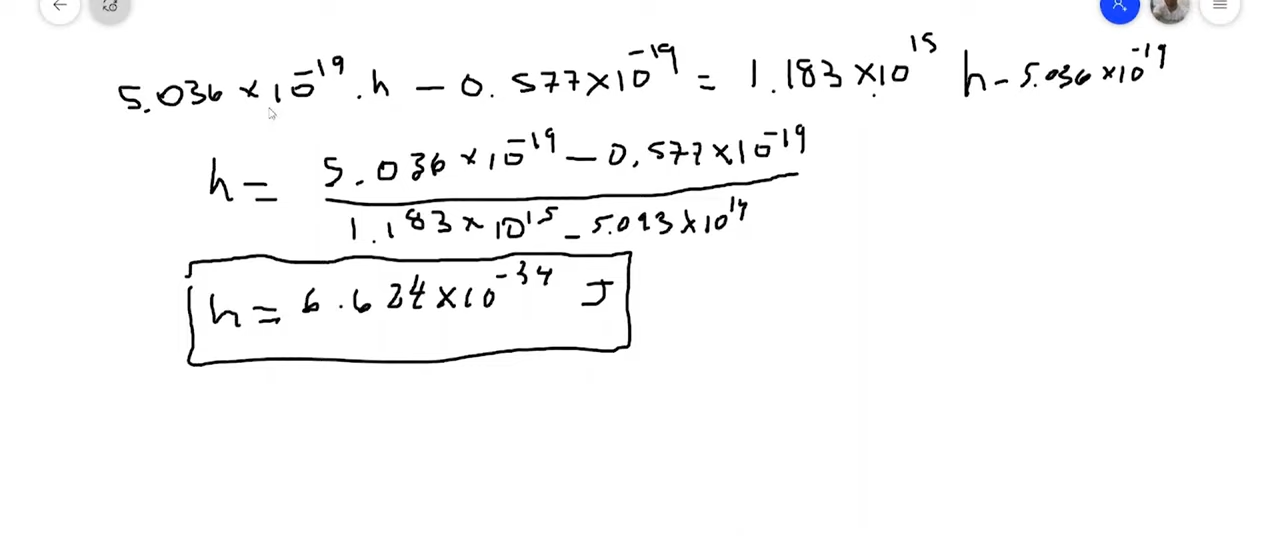 5.036 × 10⁻¹⁹ . h – 0.577×10⁻¹⁹ = 1.183 ×10¹⁵ h – 5.036 ×10⁻¹⁹
h = 5.036 × 10⁻¹⁹ – 0.577 × 10⁻¹⁹
1.183 × 10¹⁵ – 5.093 × 10¹⁴
h = 6.624 × 10⁻³⁴ J